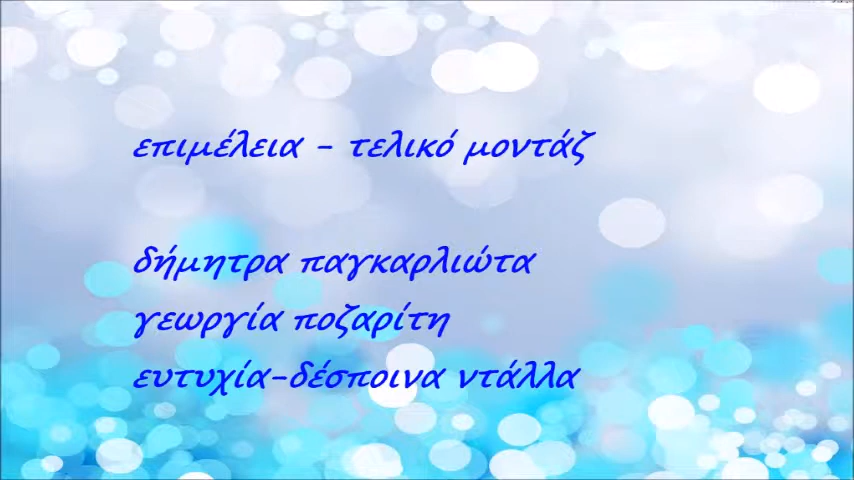 επιμέλεια - τελικό μοντάζ
δήμητρα παγκαρλιώτα
γεωργία ποζαρίτη
ευτυχία-δέσποινα ντάλλα